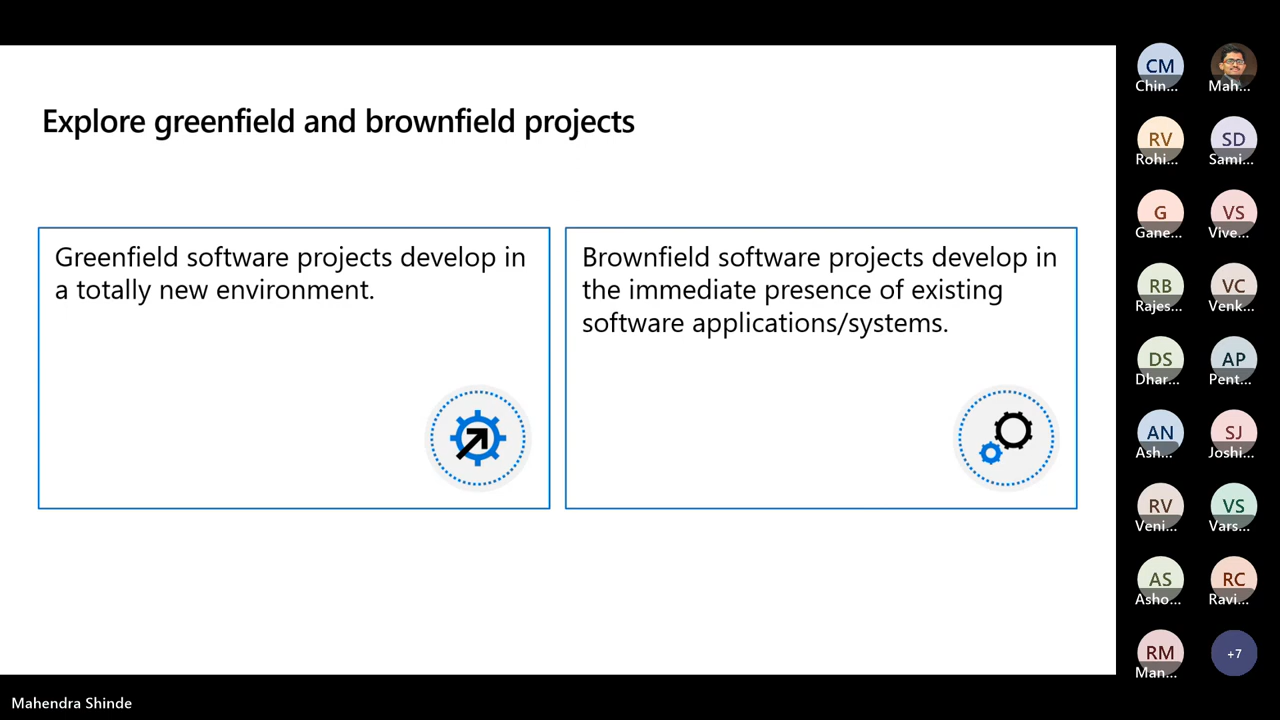 Explore greenfield and brownfield projects
Greenfield software projects develop in
a totally new environment.
Brownfield software projects develop in
the immediate presence of existing
software applications/systems.
CM
Chin...
Mah...
RV
Rohi...
SD
Sami...
G
Gane...
VS
Vive...
RB
Rajes...
VC
Venk...
DS
Dhar...
AP
Pent...
AN
Ash...
SJ
Joshi...
RV
Veni...
VS
Vars...
AS
Asho...
RC
Ravi...
RM
Man...
+7
Mahendra Shinde